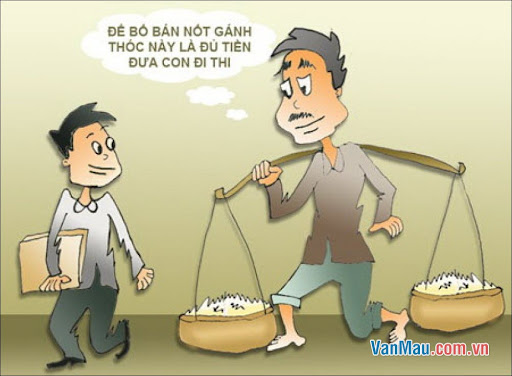 ĐỂ BỐ BÁN NỐT GÁNH
THÓC NÀY LÀ ĐỦ TIỀN
ĐƯA CON ĐI THI
VanMau.com.vn